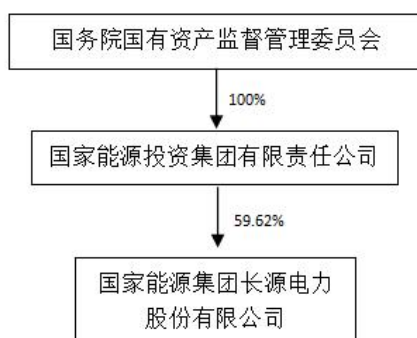 国务院国有资产监督管理委员会
100%
国家能源投资集团有限责任公司
59.62%
国家能源集团长源电力
股份有限公司